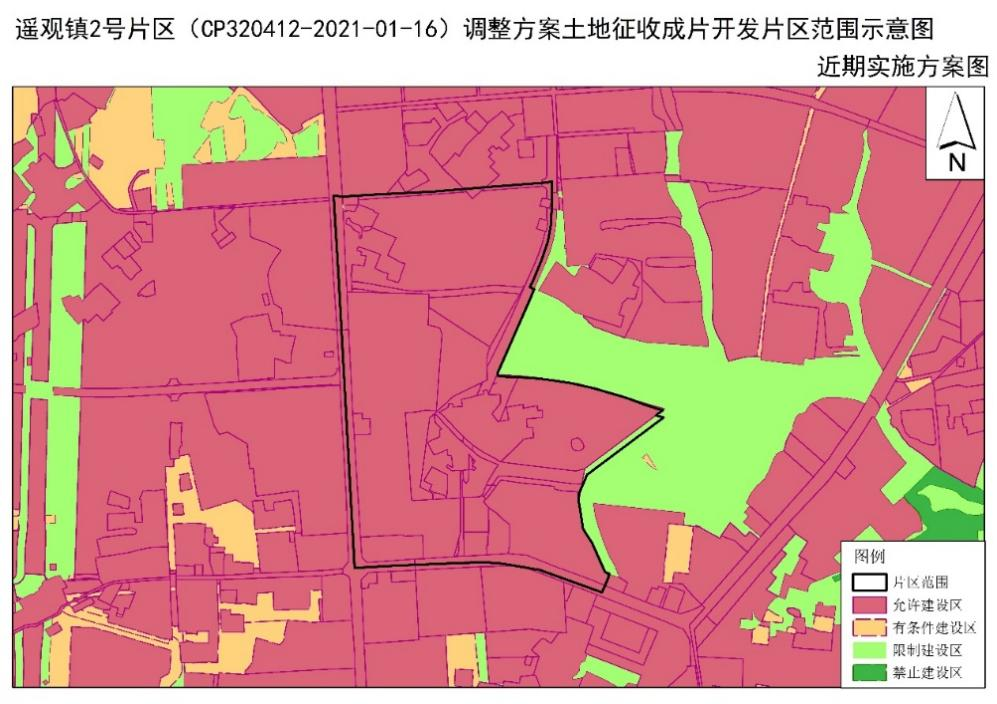 遥观镇2号片区（CP320412-2021-01-16）调整方案土地征收成片开发片区范围示意图
近期实施方案图
N
图例
片区范围
允许建设区
有条件建设区
限制建设区
禁止建设区